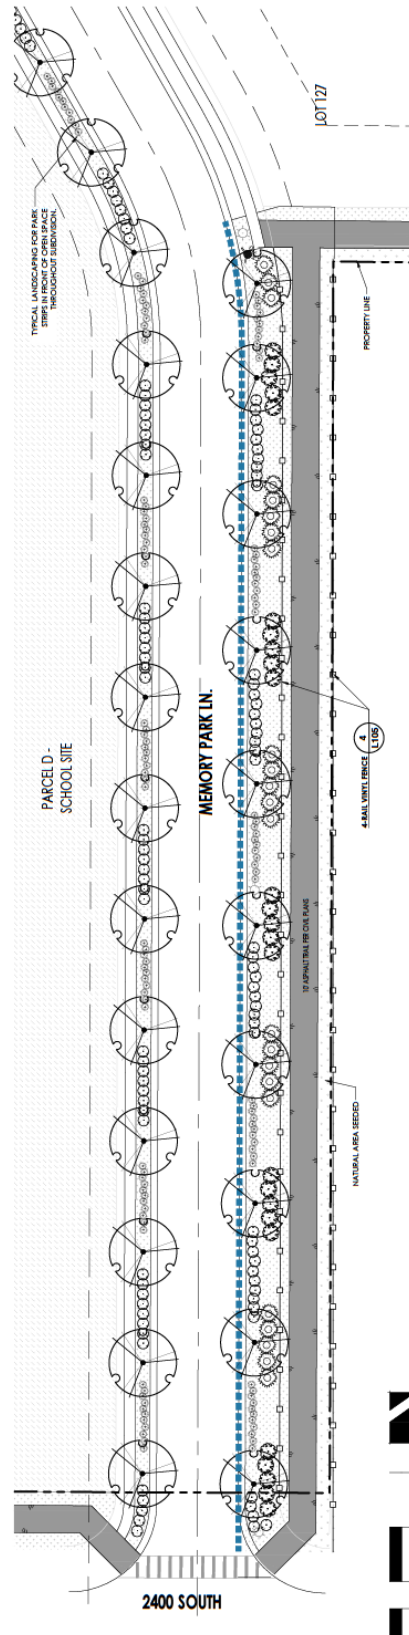 LOT 127
TYPICAL LANDSCAPING FOR PARK
STRIPS IN FRONT OF OPEN SPACE
THROUGHOUT SUBDIVISION.
PROPERTY LINE
PARCEL D -
SCHOOL SITE
MEMORY PARK LN.
4-RAIL VINYL FENCE
4
L105
10' ASPHALT TRAIL PER CIVIL PLANS
NATURAL AREA SEEDED
2400 SOUTH